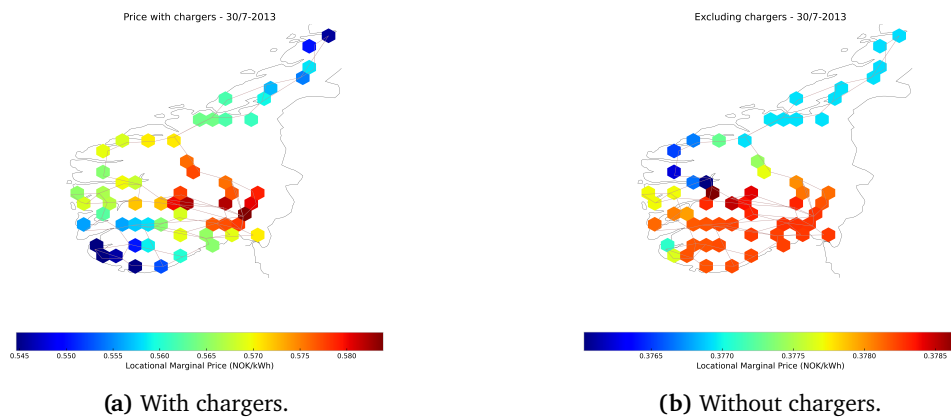 Price with chargers - 30/7-2013
0.545 0.550 0.555 0.560 0.565 0.570 0.575 0.580
Locational Marginal Price (NOK/kWh)
(a) With chargers.
Excluding chargers - 30/7-2013
0.3765 0.3770 0.3775 0.3780 0.3785
Locational Marginal Price (NOK/kWh)
(b) Without chargers.